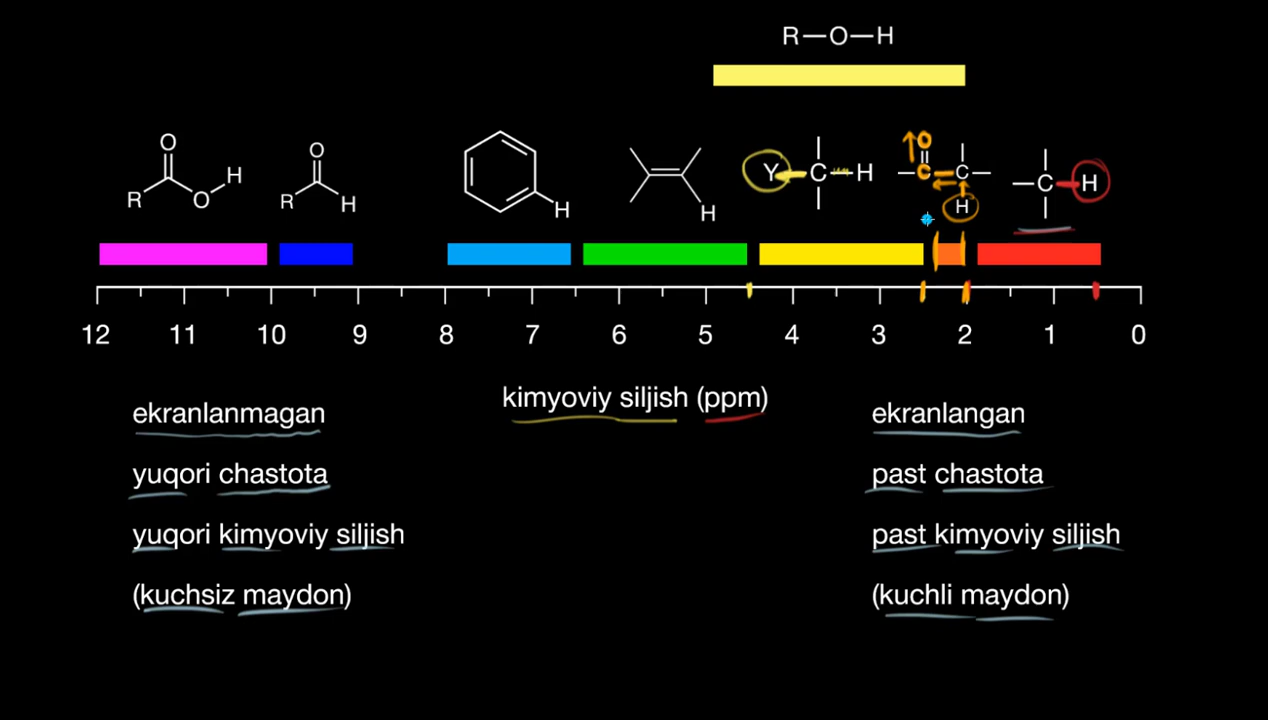 R—O—H
O
R O H
O
R H
H
H
Y—C—H
O
—C—C—
H
—C—H
12 11 10 9 8 7 6 5 4 3 2 1 0
kimyoviy siljish (ppm)
ekranlanmagan
yuqori chastota
yuqori kimyoviy siljish
(kuchsiz maydon)
ekranlangan
past chastota
past kimyoviy siljish
(kuchli maydon)